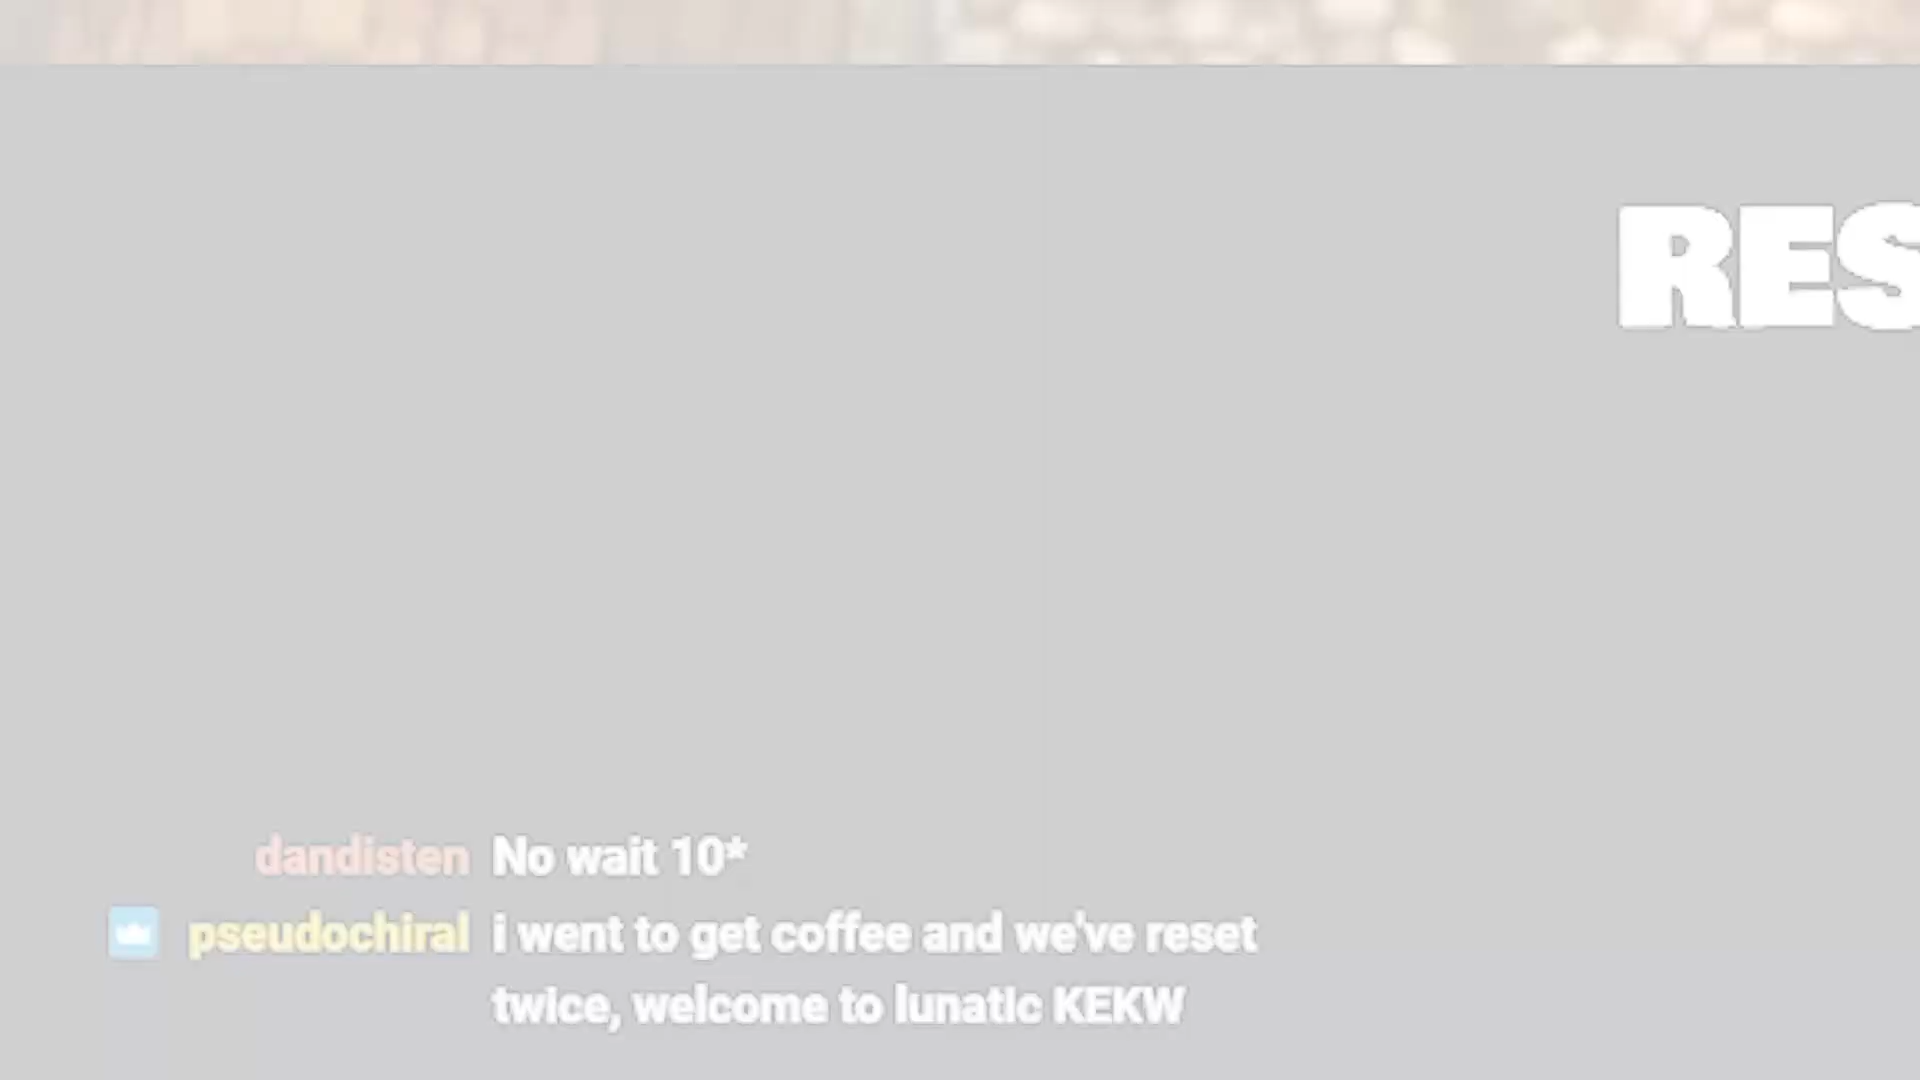 RES
dandisten No wait 10*
pseudochiral i went to get coffee and we've reset
twice, welcome to lunatic KEKW